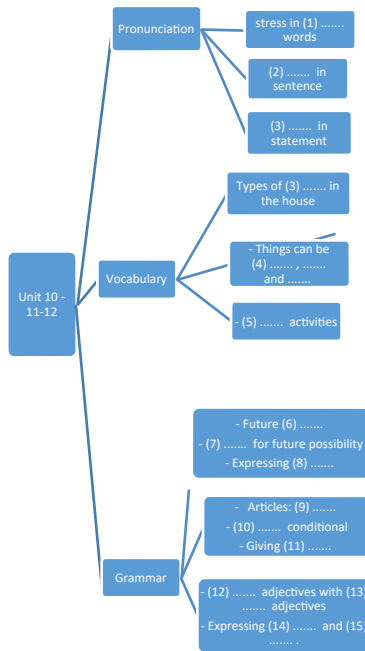 Pronunciation
stress in (1) .......
words
(2) ....... in
sentence
(3) ....... in
statement
Unit 10 -
11-12
Vocabulary
Types of (3) ....... in
the house
- Things can be
(4) ....... , .......
and .......
- (5) ....... activities
Grammar
- Future (6) .......
- (7) ....... for future possibility
- Expressing (8) .......
- Articles: (9) .......
- (10) ....... conditional
- Giving (11) .......
- (12) ....... adjectives with (13)
....... adjectives
- Expressing (14) ....... and (15)
....... .